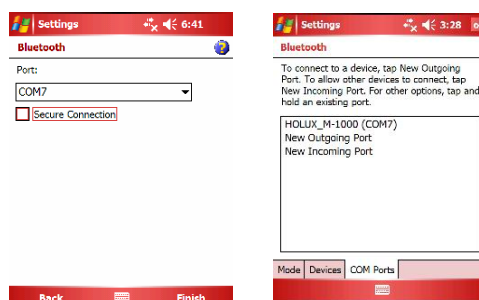 Settings 6:41
Bluetooth
Port:
COM7
Secure Connection
Back Finish
Settings 3:28
Bluetooth
To connect to a device, tap New Outgoing
Port. To allow other devices to connect, tap
New Incoming Port. For other options, tap and
hold an existing port.
HOLUX_M-1000 (COM7)
New Outgoing Port
New Incoming Port
Mode Devices COM Ports